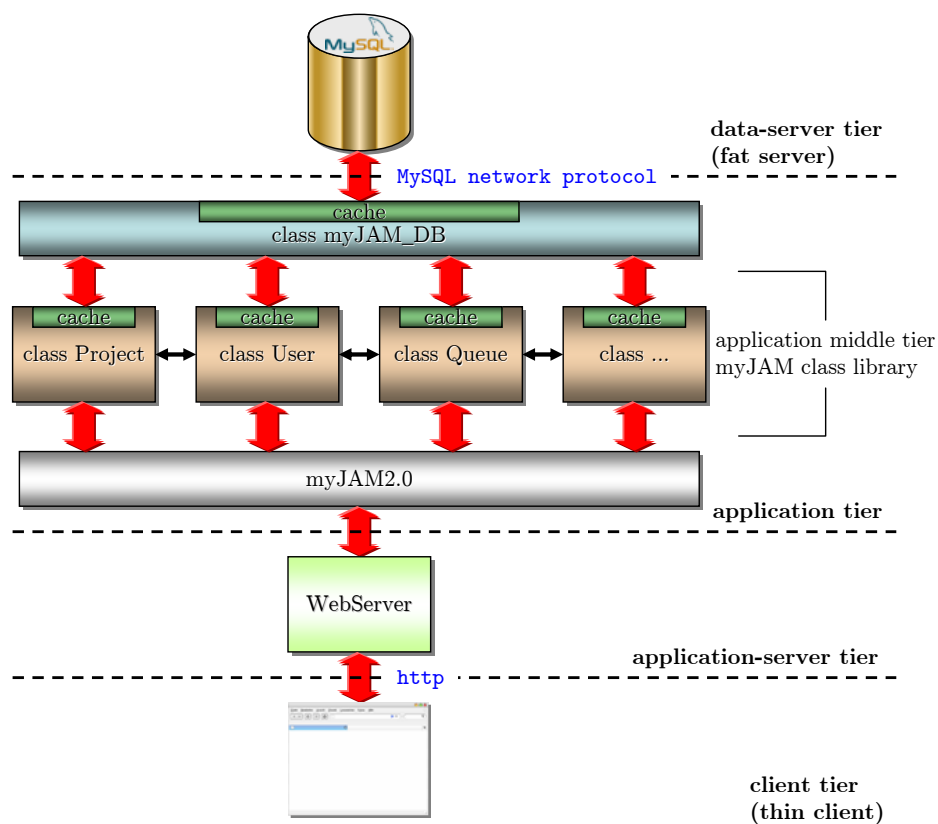 MySQL
data-server tier
(fat server)
MySQL network protocol
cache
class myJAM_DB
cache
cache
cache
cache
class Project
class User
class Queue
class ...
application middle tier
myJAM class library
myJAM2.0
application tier
WebServer
application-server tier
http
client tier
(thin client)